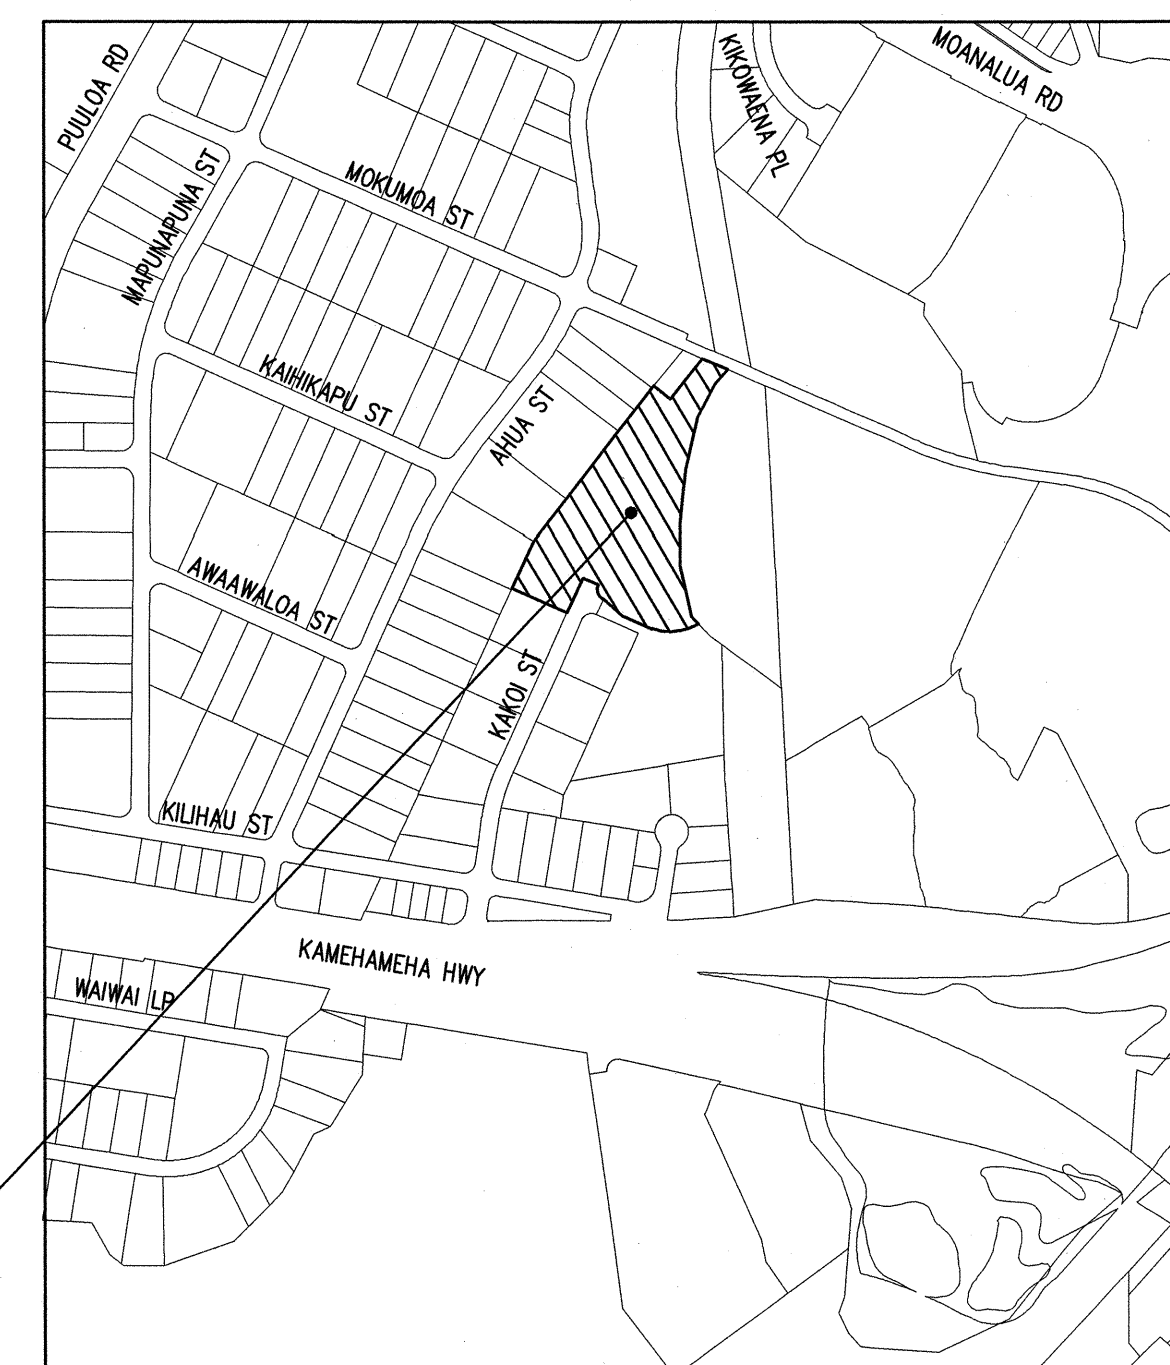 PUULOA RD
KIKOWAENA PL
MOANALUA RD
MAPUNAPUNA ST
MOKUMOA ST
KAIHIKAPU ST
AHUA ST
AWAAWALOA ST
KAKOI ST
KILIHAU ST
KAMEHAMEHA HWY
WAIWAI LP